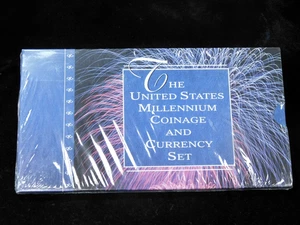 THE
UNITED STATES
MILLENNIUM
COINAGE
AND
CURRENCY
SET